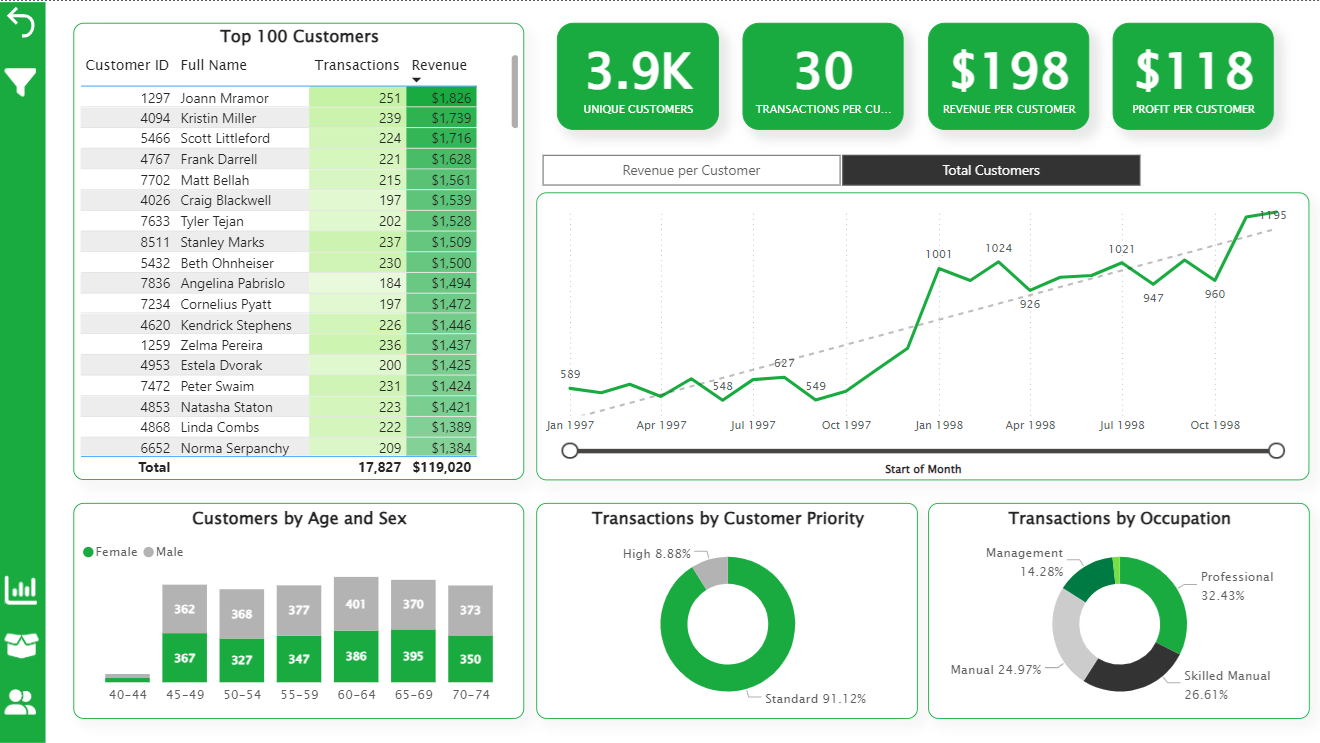 Top 100 Customers
Customer ID Full Name Transactions Revenue
1297 Joann Mramor 251 $1,826
4094 Kristin Miller 239 $1,739
5466 Scott Littleford 224 $1,716
4767 Frank Darrell 221 $1,628
7702 Matt Bellah 215 $1,561
4026 Craig Blackwell 197 $1,539
7633 Tyler Tejan 202 $1,528
8511 Stanley Marks 237 $1,509
5432 Beth Ohnheiser 230 $1,500
7836 Angelina Pabrislo 184 $1,494
7234 Cornelius Pyatt 197 $1,472
4620 Kendrick Stephens 226 $1,446
1259 Zelma Pereira 236 $1,437
4953 Estela Dvorak 200 $1,425
7472 Peter Swaim 231 $1,424
4853 Natasha Staton 223 $1,421
4868 Linda Combs 222 $1,389
6652 Norma Serpanchy 209 $1,384
Total 17,827 $119,020
3.9K
UNIQUE CUSTOMERS
30
TRANSACTIONS PER CU...
$198
REVENUE PER CUSTOMER
$118
PROFIT PER CUSTOMER
Revenue per Customer
Total Customers
589
548
627
549
1001
1024
926
1021
947
960
1195
Jan 1997 Apr 1997 Jul 1997 Oct 1997 Jan 1998 Apr 1998 Jul 1998 Oct 1998
Start of Month
Customers by Age and Sex
Female Male
362 368 377 401 370 373
367 327 347 386 395 350
40-44 45-49 50-54 55-59 60-64 65-69 70-74
Transactions by Customer Priority
High 8.88%
Standard 91.12%
Transactions by Occupation
Management
14.28%
Professional
32.43%
Manual 24.97%
Skilled Manual
26.61%